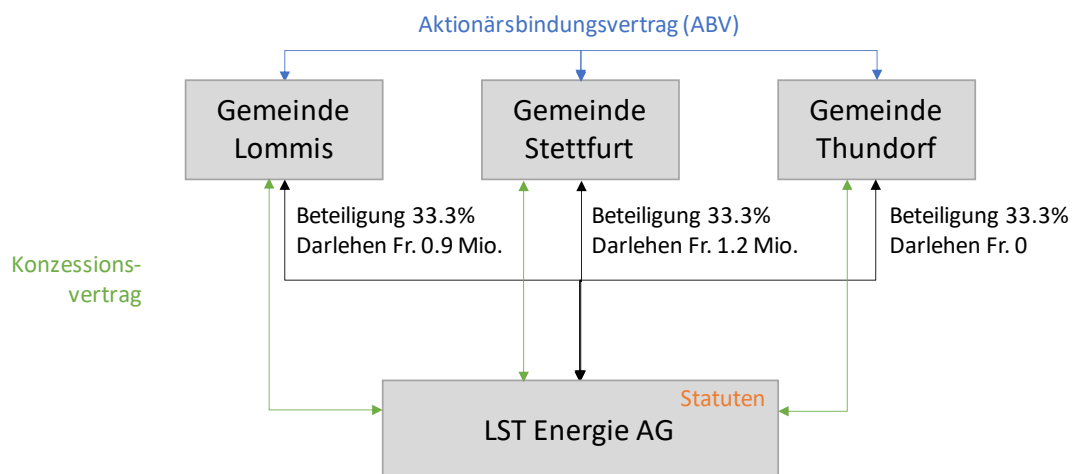 Aktionärsbindungsvertrag (ABV)
Gemeinde
Lommis
Gemeinde
Stettfurt
Gemeinde
Thundorf
Beteiligung 33.3%
Darlehen Fr. 0.9 Mio.
Beteiligung 33.3%
Darlehen Fr. 1.2 Mio.
Beteiligung 33.3%
Darlehen Fr. 0
Konzessions-
vertrag
Statuten
LST Energie AG